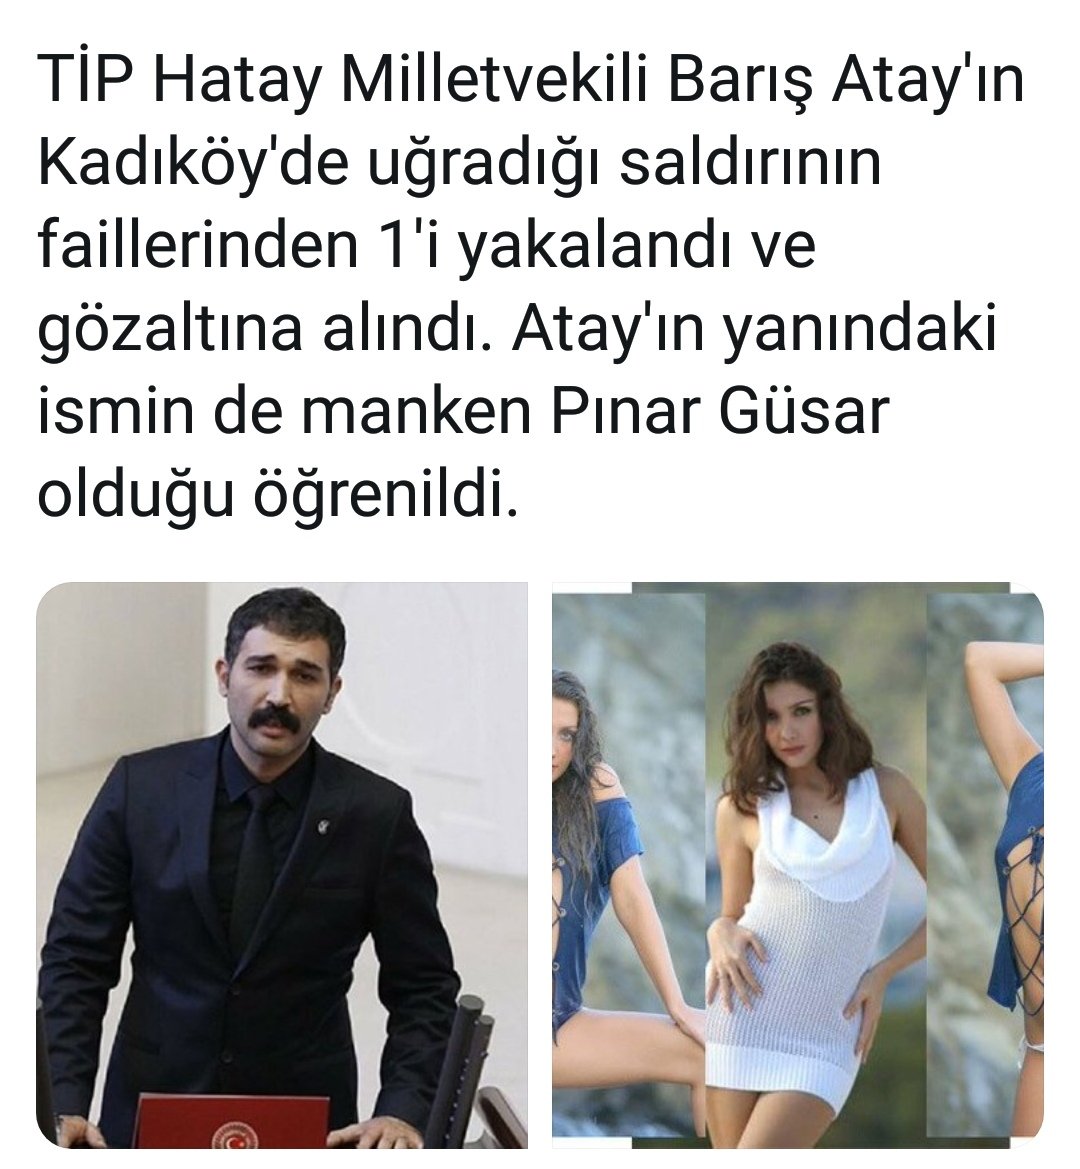 TİP Hatay Milletvekili Barış Atay'ın
Kadıköy'de uğradığı saldırının
faillerinden 1'i yakalandı ve
gözaltına alındı. Atay'ın yanındaki
ismin de manken Pınar Güsar
olduğu öğrenildi.